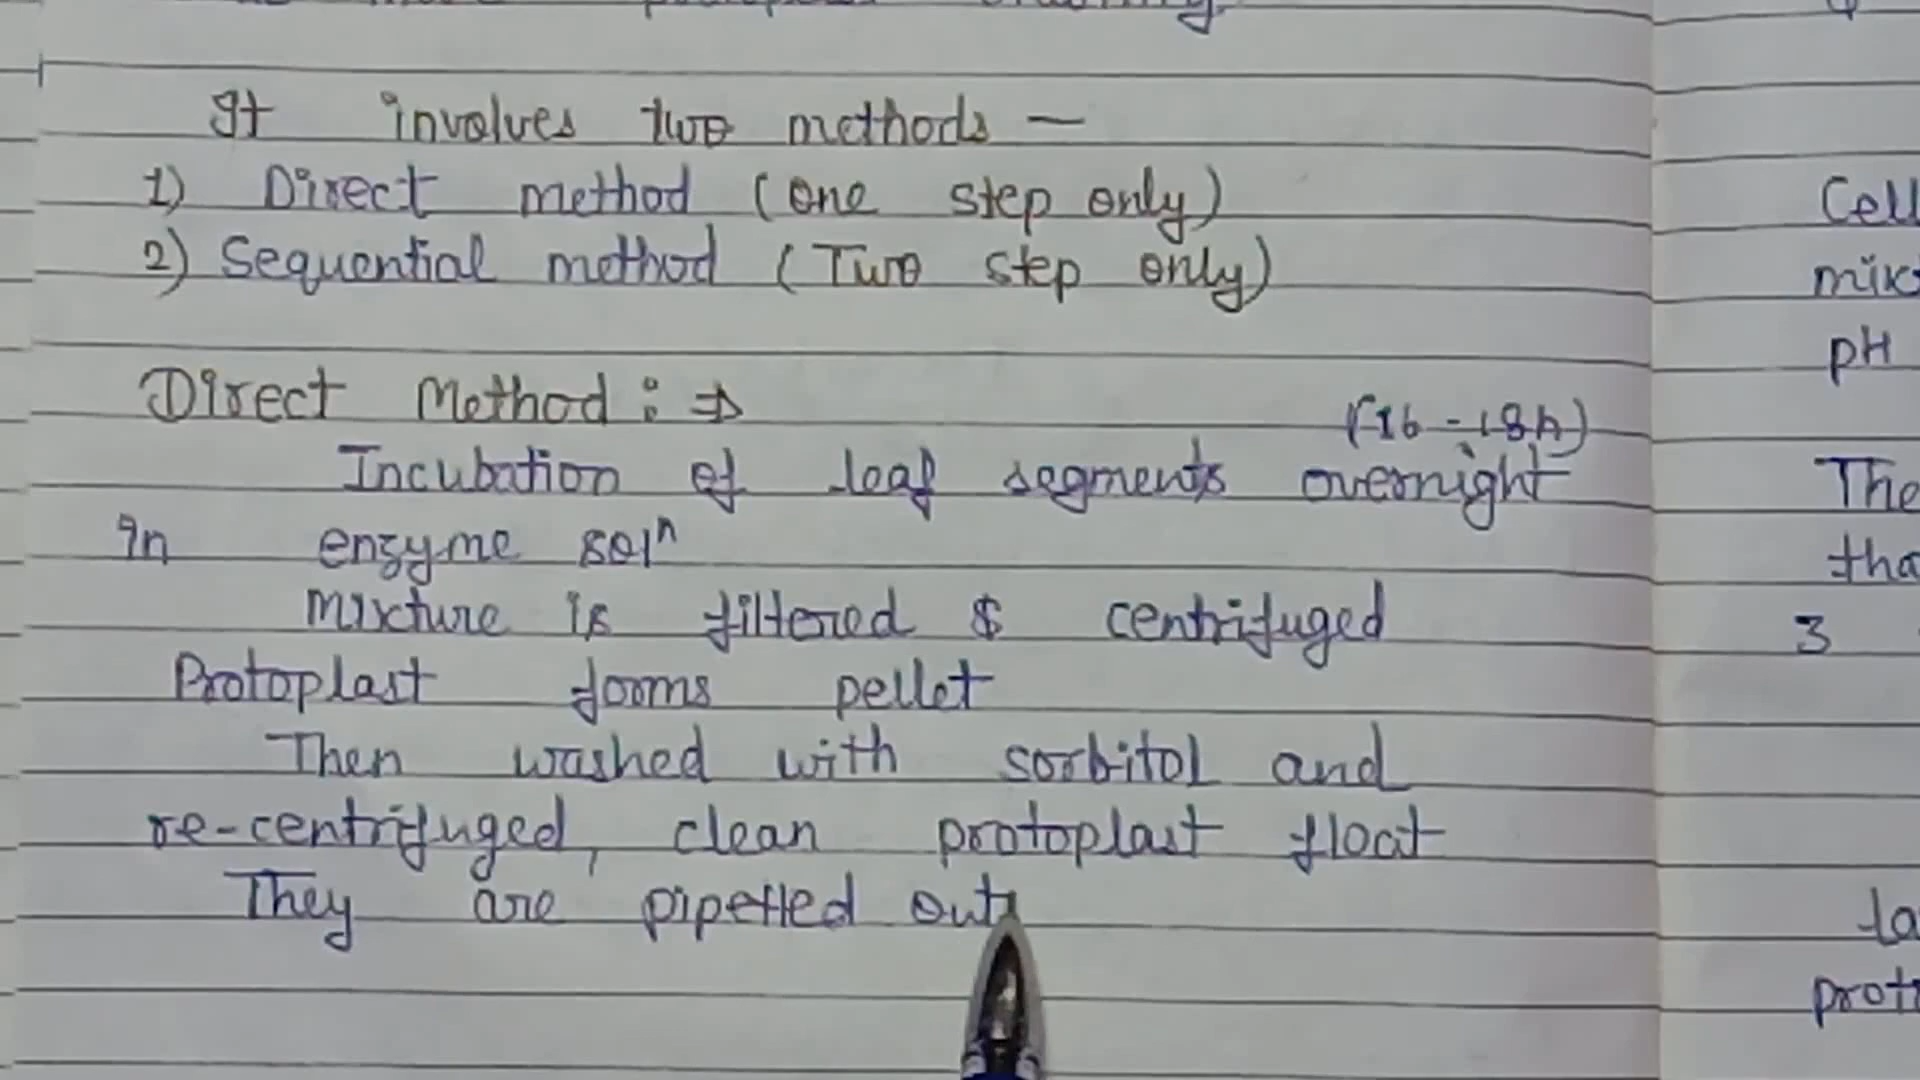 It involves two methods —
1) Direct method (One step only)
2) Sequential method (Two step only)
Direct Method : ⇒
(16 - 18h)
Incubation of leaf segments overnight
in enzyme solⁿ
Mixture is filtered & centrifuged
Protoplast forms pellet
Then washed with sorbitol and
re-centrifuged, clean protoplast float
They are pipetted out
Cell
pH
The
3